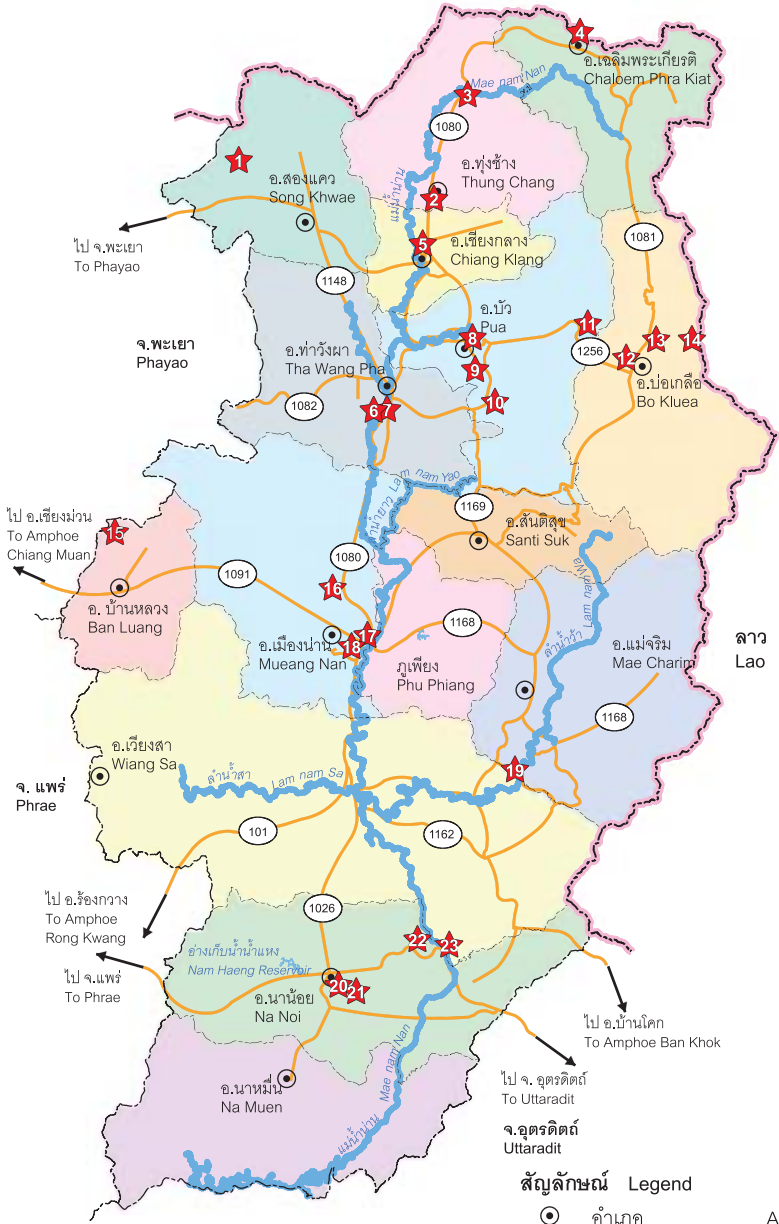 4
อ.เฉลิมพระเกียรติ
Chaloem Phra Kiat
Mae nam Nan
3
1080
1
อ.ทุ่งช้าง
Thung Chang
2
แม่น้ำน่าน
อ.สองแคว
Song Khwae
ไป จ.พะเยา
To Phayao
5
อ.เชียงกลาง
Chiang Klang
1081
1148
อ.บัว
Pua
8
11
13
14
12
1256
จ.พะเยา
Phayao
อ.ท่าวังผา
Tha Wang Pha
9
อ.บ่อเกลือ
Bo Kluea
10
6
7
1082
ลำน้ำยาว Lam nam Yao
1169
ไป อ.เชียงม่วน
To Amphoe
Chiang Muan
15
อ.สันติสุข
Santi Suk
1080
1091
16
อ. บ้านหลวง
Ban Luang
ลำน้ำว้า Lam nam Wa
1168
17
18
อ.เมืองน่าน
Mueang Nan
ภูเพียง
Phu Phiang
อ.แม่จริม
Mae Charim
ลาว
Lao
1168
อ.เวียงสา
Wiang Sa
19
ลำน้ำสา Lam nam Sa
จ. แพร่
Phrae
101
1162
ไป อ.ร้องกวาง
To Amphoe
Rong Kwang
1026
22
23
อ่างเก็บน้ำน้ำแหง
Nam Haeng Reservoir
ไป จ.แพร่
To Phrae
20
21
อ.นาน้อย
Na Noi
ไป อ.บ้านโคก
To Amphoe Ban Khok
แม่น้ำน่าน Mae nam Nan
อ.นาหมื่น
Na Muen
ไป จ. อุตรดิตถ์
To Uttaradit
จ.อุตรดิตถ์
Uttaradit
สัญลักษณ์ Legend
อำเภอ
A